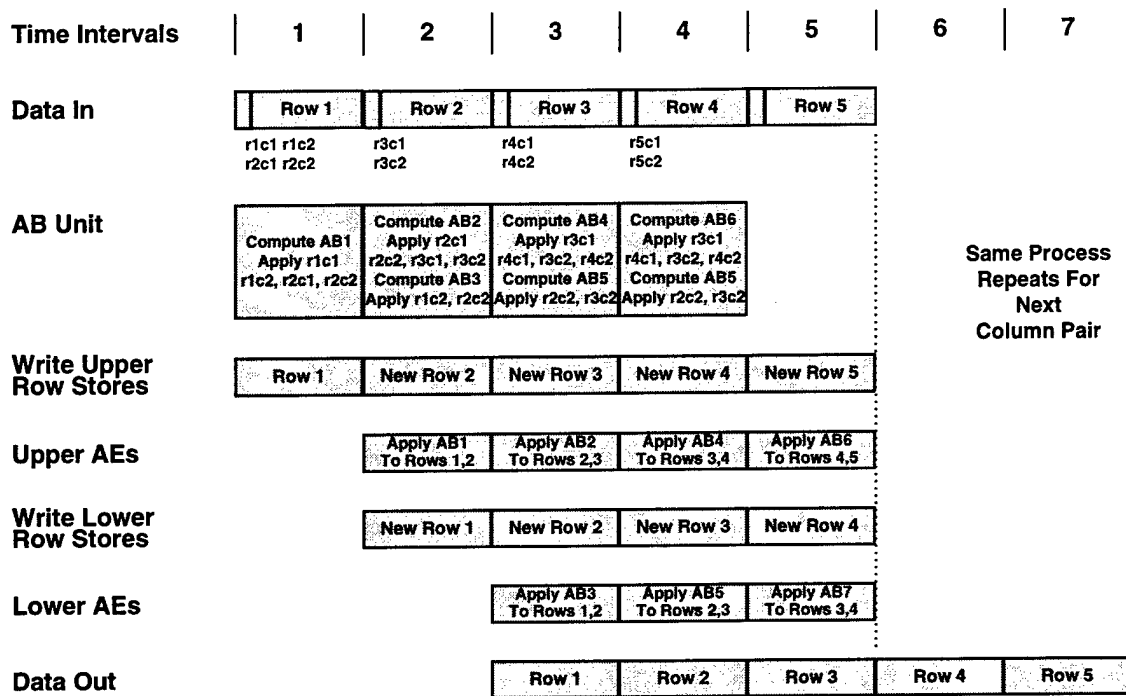 Time Intervals 1 2 3 4 5 6 7
Data In Row 1 Row 2 Row 3 Row 4 Row 5
r1c1 r1c2 r3c1 r4c1 r5c1
r2c1 r2c2 r3c2 r4c2 r5c2
AB Unit
Compute AB1
Apply r1c1
r1c2, r2c1, r2c2
Compute AB2
Apply r2c1
r2c2, r3c1, r3c2
Compute AB3
Apply r1c2, r2c2
Compute AB4
Apply r3c1
r4c1, r3c2, r4c2
Compute AB5
Apply r2c2, r3c2
Compute AB6
Apply r3c1
r4c1, r3c2, r4c2
Compute AB5
Apply r2c2, r3c2
Same Process
Repeats For
Next
Column Pair
Write Upper
Row Stores
Row 1 New Row 2 New Row 3 New Row 4 New Row 5
Upper AEs
Apply AB1
To Rows 1,2
Apply AB2
To Rows 2,3
Apply AB4
To Rows 3,4
Apply AB6
To Rows 4,5
Write Lower
Row Stores
New Row 1 New Row 2 New Row 3 New Row 4
Lower AEs
Apply AB3
To Rows 1,2
Apply AB5
To Rows 2,3
Apply AB7
To Rows 3,4
Data Out Row 1 Row 2 Row 3 Row 4 Row 5